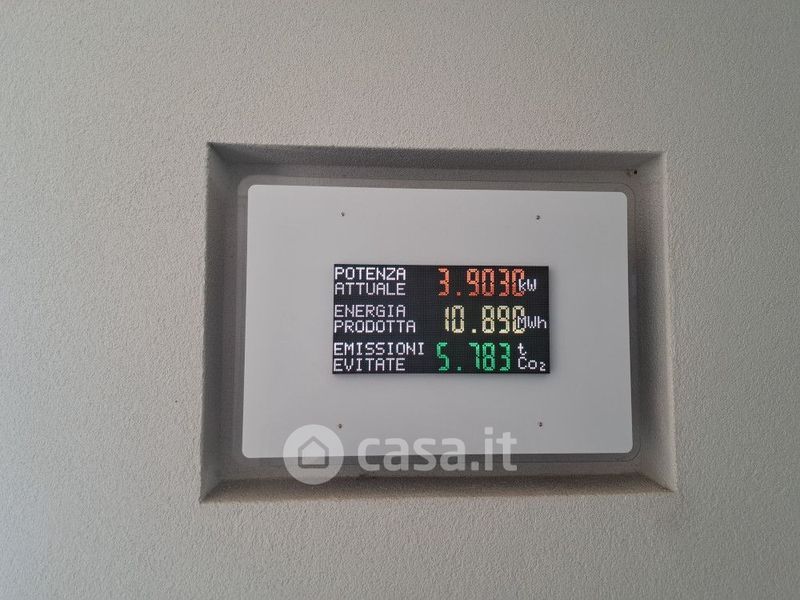 POTENZA
ATTUALE 3.9030 kW
ENERGIA
PRODOTTA 10.890 MWh
EMISSIONI
EVITATE 5.783 t
Co₂
casa.it